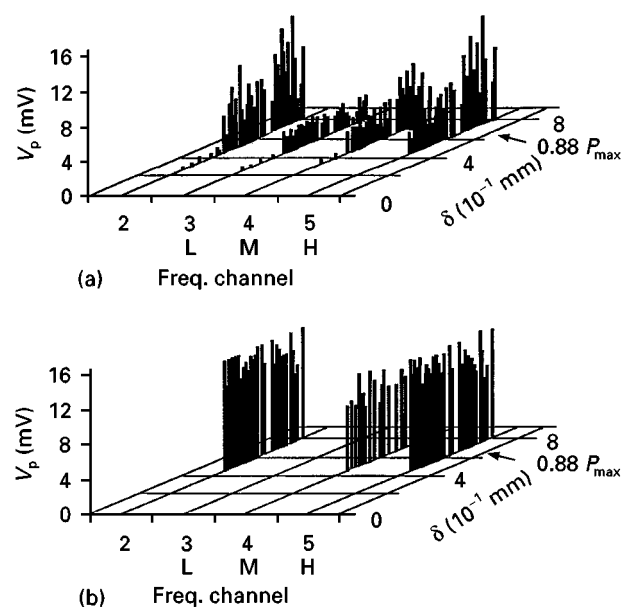 16
12
8
4
0
Vp (mV)
8
0.88 Pmax
4
0
δ (10⁻¹ mm)
2 3 4 5
L M H
(a) Freq. channel
16
12
8
4
0
Vp (mV)
8
0.88 Pmax
4
0
δ (10⁻¹ mm)
2 3 4 5
L M H
(b) Freq. channel